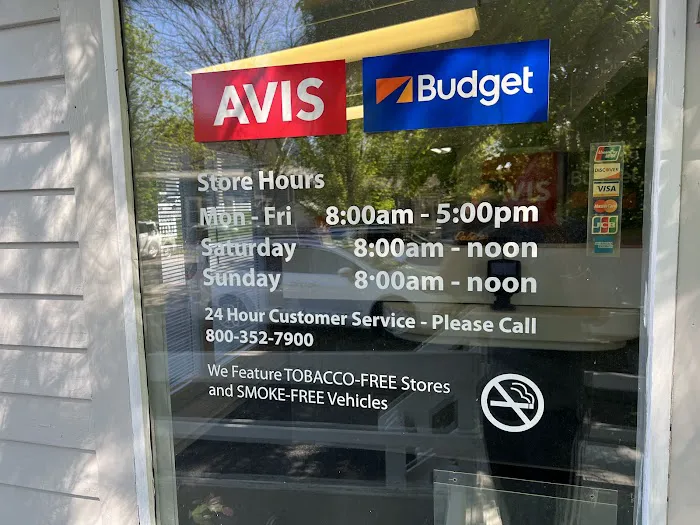 AVIS
Budget
Store Hours
Mon - Fri 8:00am - 5:00pm
Saturday 8:00am - noon
Sunday 8:00am - noon
24 Hour Customer Service - Please Call
800-352-7900
We Feature TOBACCO-FREE Stores
and SMOKE-FREE Vehicles
DISCOVER
VISA
MasterCard
JCB